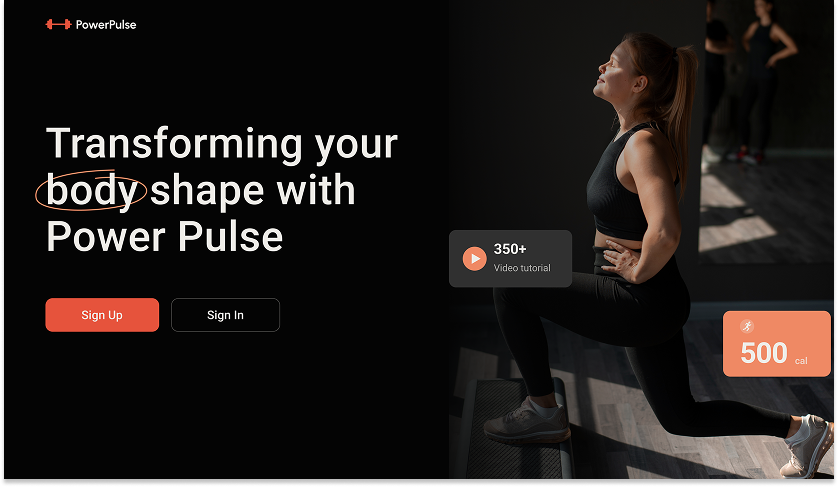 PowerPulse
Transforming your
body shape with
Power Pulse
Sign Up
Sign In
350+
Video tutorial
500 cal